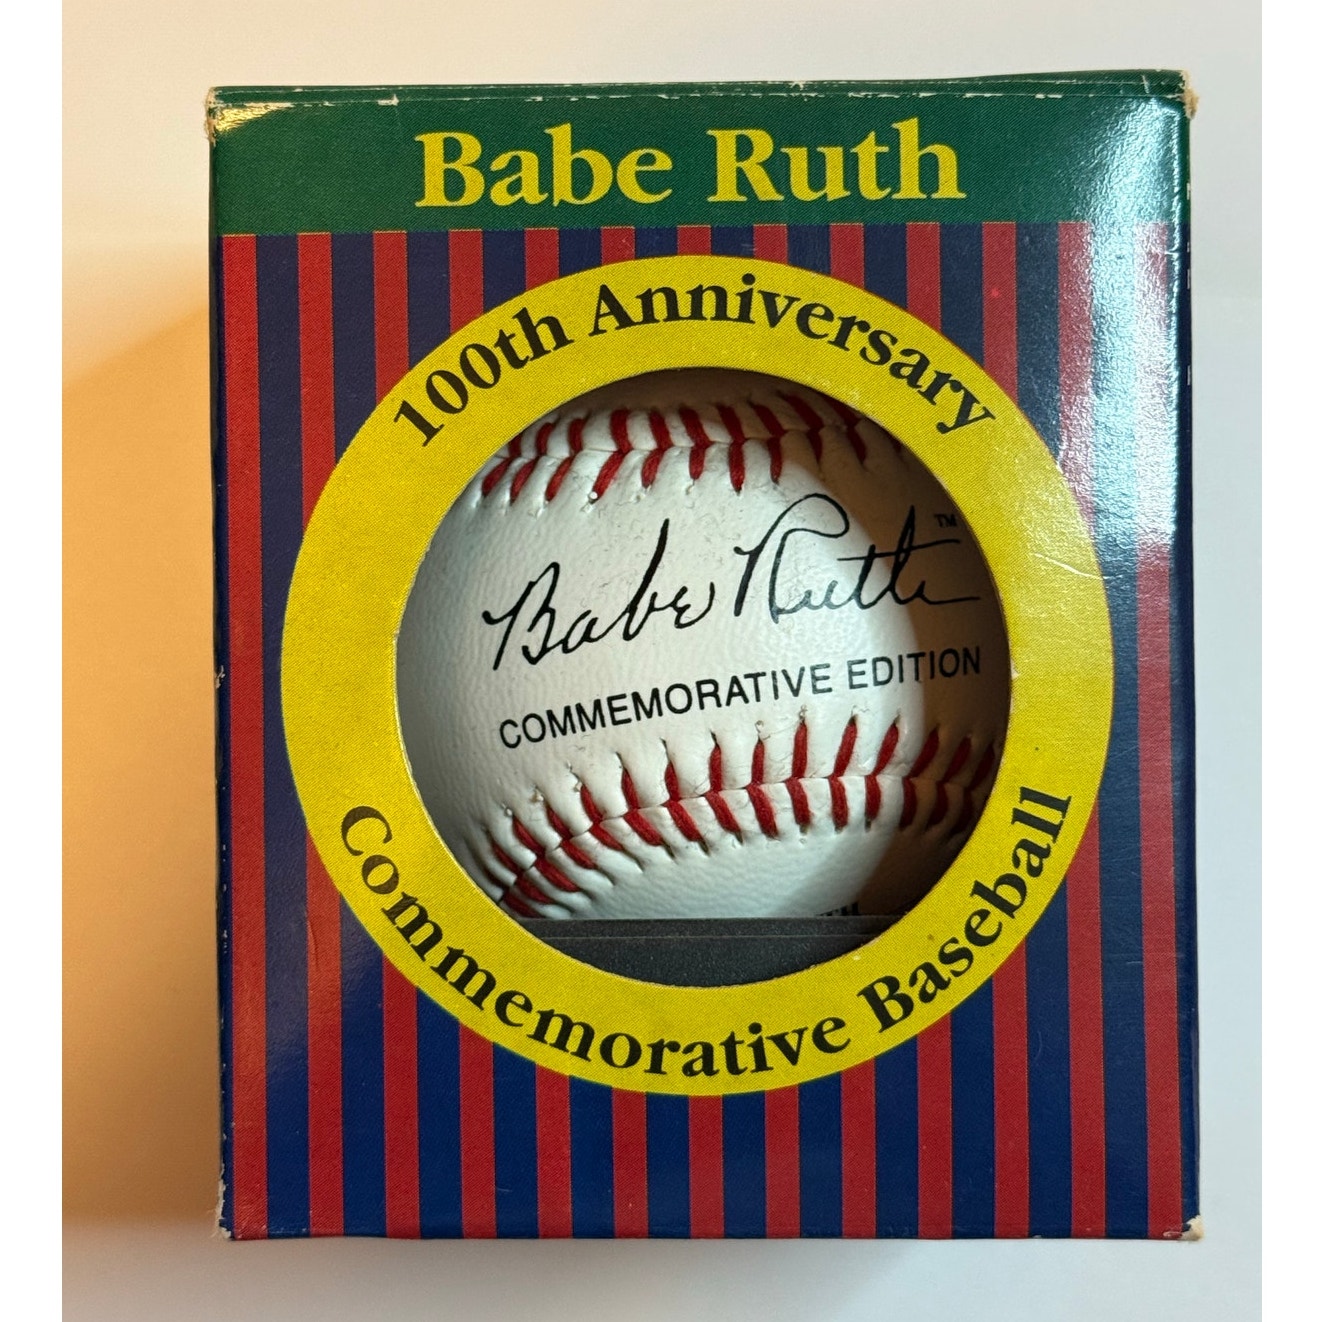 Babe Ruth
100th Anniversary
Babe Ruth™
COMMEMORATIVE EDITION
Commemorative Baseball